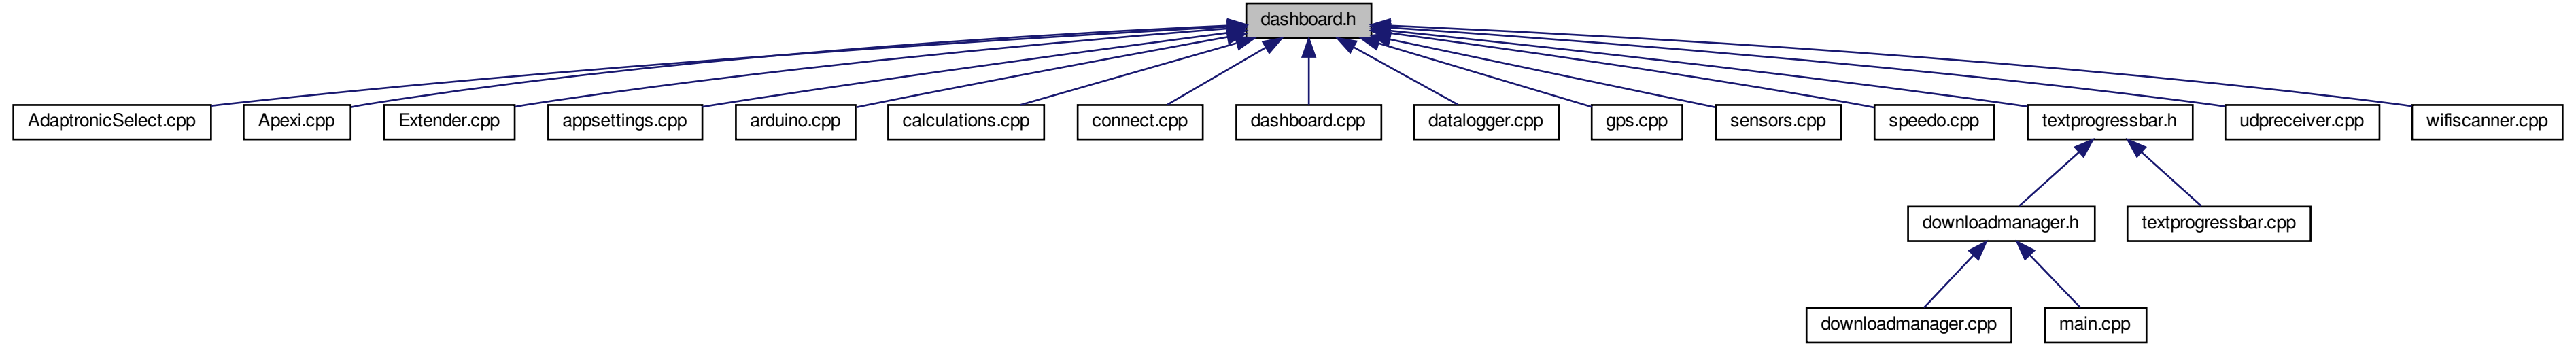 dashboard.h
AdaptronicSelect.cpp
Apexi.cpp
Extender.cpp
appsettings.cpp
arduino.cpp
calculations.cpp
connect.cpp
dashboard.cpp
datalogger.cpp
gps.cpp
sensors.cpp
speedo.cpp
textprogressbar.h
udpreceiver.cpp
wifiscanner.cpp
downloadmanager.h
textprogressbar.cpp
downloadmanager.cpp
main.cpp